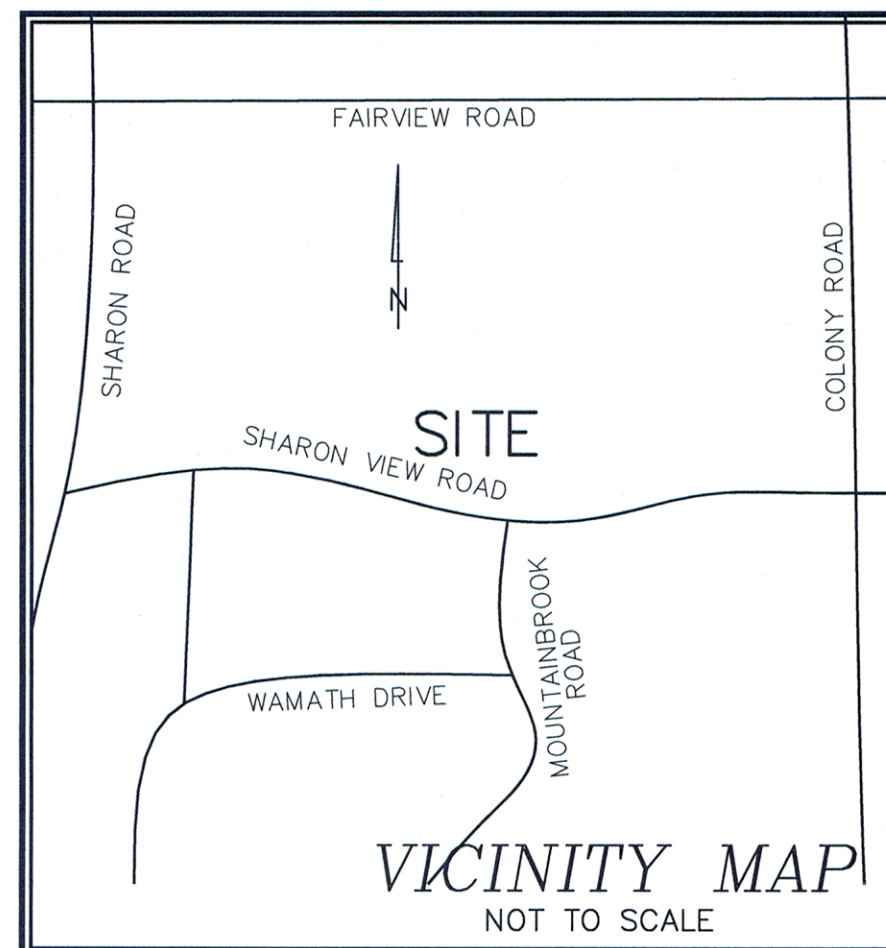 FAIRVIEW ROAD
SHARON ROAD
N
COLONY ROAD
SITE
SHARON VIEW ROAD
MOUNTAINBROOK
ROAD
WAMATH DRIVE
VICINITY MAP
NOT TO SCALE